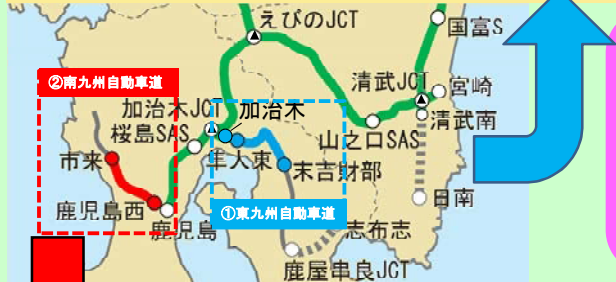 えびのJCT
国富S
②南九州自動車道
清武JCT
宮崎
加治木JCT
加治木
清武南
桜島SAS
山之口SAS
市来
隼人東
末吉財部
日南
鹿児島西
①東九州自動車道
鹿児島
志布志
鹿屋串良JCT